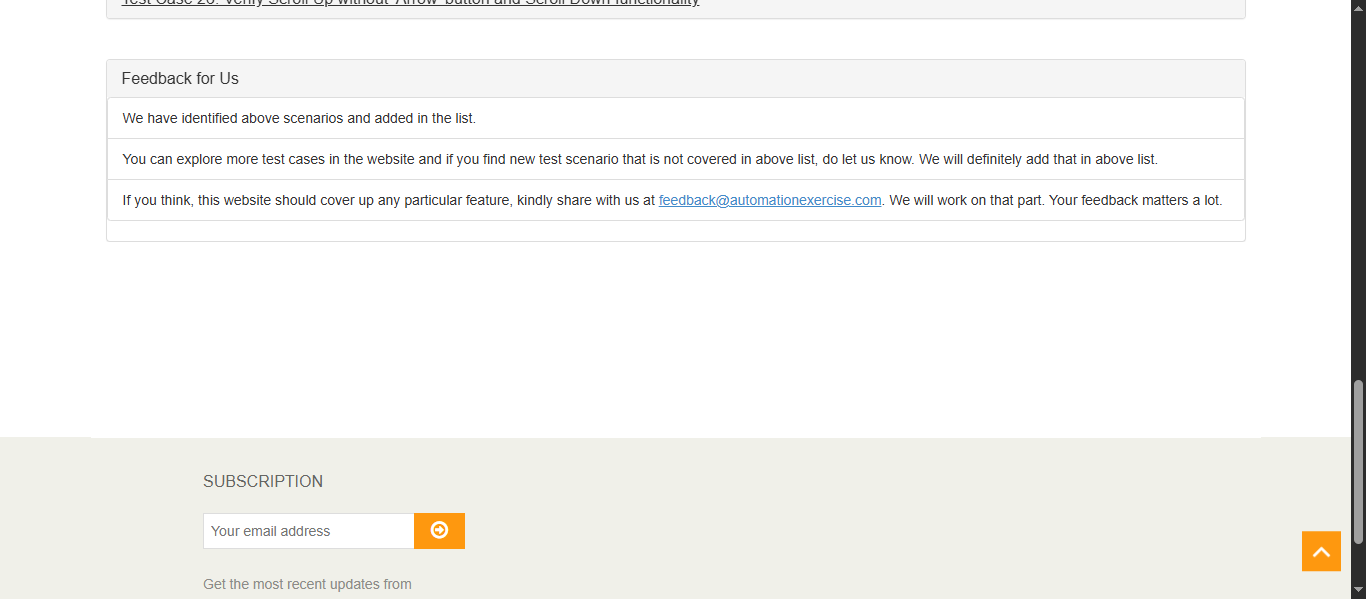 Test Case 26: Verify Scroll Up without 'Arrow' button and Scroll Down functionality
Feedback for Us
We have identified above scenarios and added in the list.
You can explore more test cases in the website and if you find new test scenario that is not covered in above list, do let us know. We will definitely add that in above list.
If you think, this website should cover up any particular feature, kindly share with us at feedback@automationexercise.com. We will work on that part. Your feedback matters a lot.
SUBSCRIPTION
Your email address
Get the most recent updates from